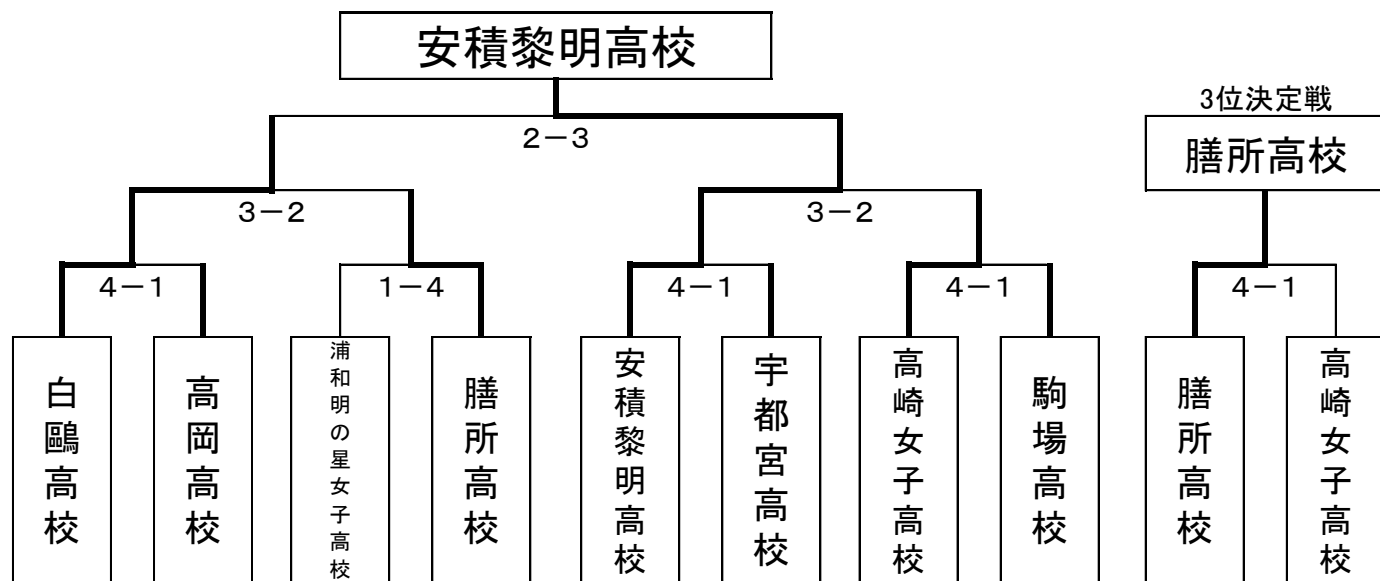 安積黎明高校
3位決定戦
2－3
膳所高校
3－2
3－2
4－1
1－4
4－1
4－1
4－1
白鷗高校
高岡高校
浦和明の星女子高校
膳所高校
安積黎明高校
宇都宮高校
高崎女子高校
駒場高校
膳所高校
高崎女子高校